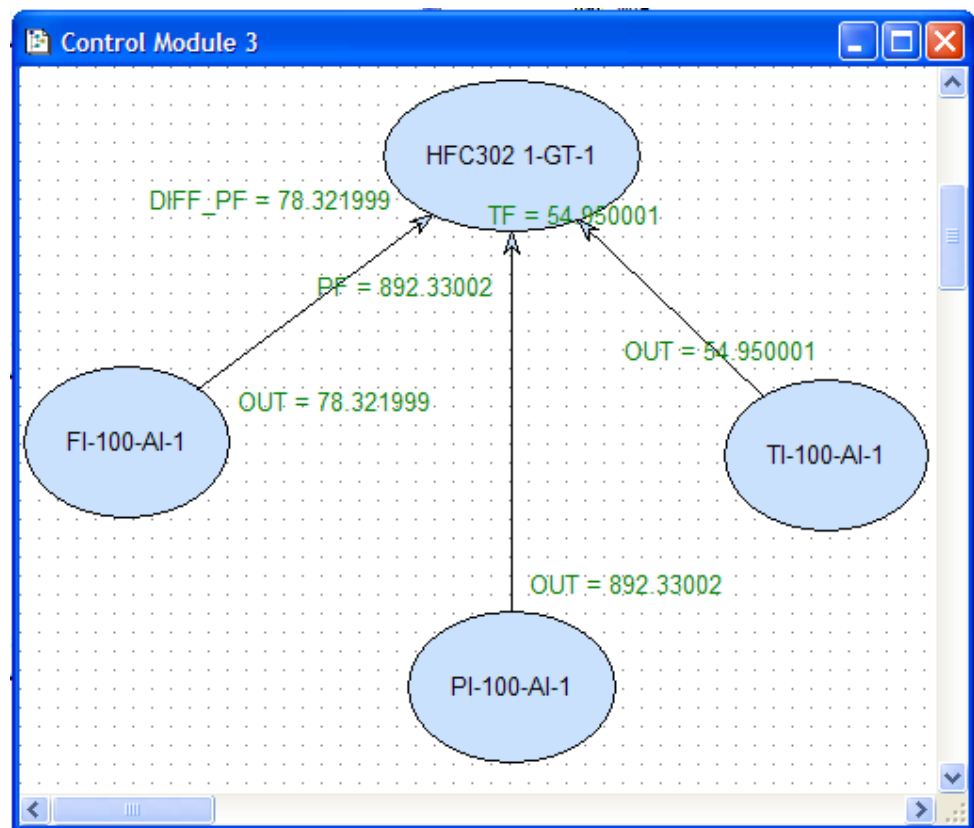 Control Module 3
HFC302 1-GT-1
DIFF_PF = 78.321999
TF = 54.950001
PF = 892.33002
OUT = 54.950001
OUT = 78.321999
FI-100-AI-1
TI-100-AI-1
OUT = 892.33002
PI-100-AI-1